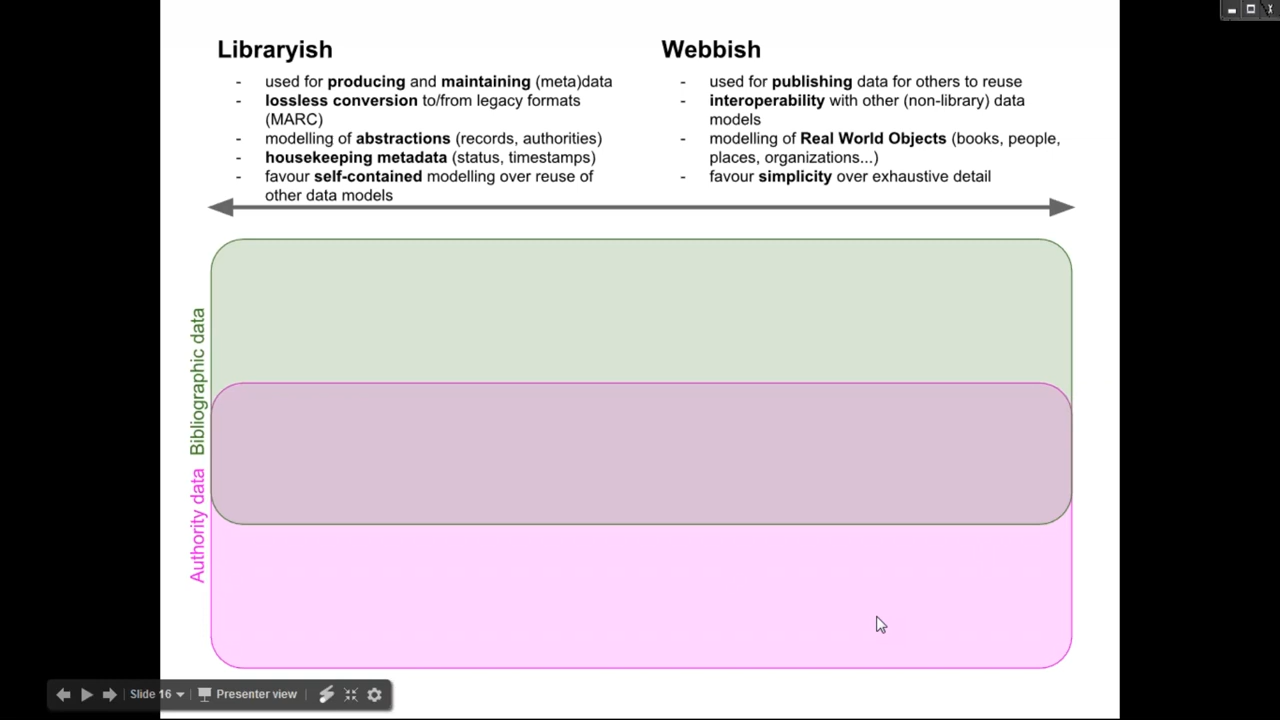 Libraryish
- used for producing and maintaining (meta)data
- lossless conversion to/from legacy formats
(MARC)
- modelling of abstractions (records, authorities)
- housekeeping metadata (status, timestamps)
- favour self-contained modelling over reuse of
other data models
Webbish
- used for publishing data for others to reuse
- interoperability with other (non-library) data
models
- modelling of Real World Objects (books, people,
places, organizations...)
- favour simplicity over exhaustive detail
Bibliographic data
Authority data
Slide 16
Presenter view